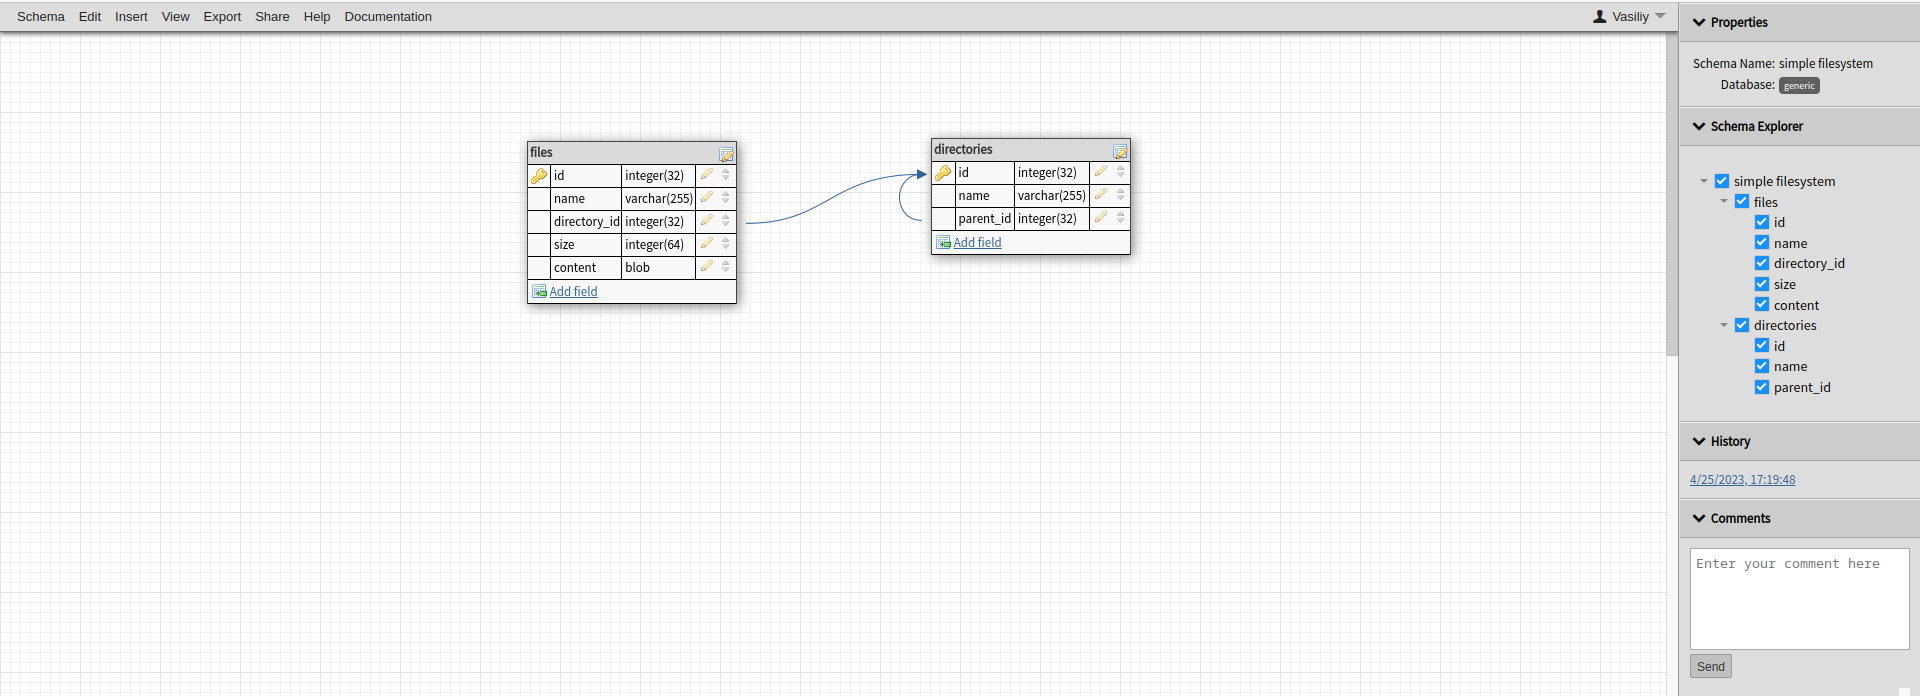 Schema Edit Insert View Export Share Help Documentation Vasiliy
files
id integer(32)
name varchar(255)
directory_id integer(32)
size integer(64)
content blob
Add field
directories
id integer(32)
name varchar(255)
parent_id integer(32)
Add field
Properties
Schema Name: simple filesystem
Database: generic
Schema Explorer
simple filesystem
files
id
name
directory_id
size
content
directories
id
name
parent_id
History
4/25/2023, 17:19:48
Comments
Enter your comment here
Send